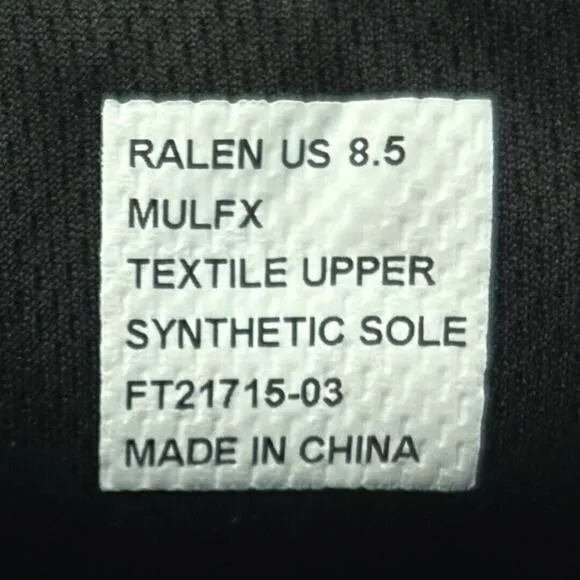 RALEN US 8.5
MULFX
TEXTILE UPPER
SYNTHETIC SOLE
FT21715-03
MADE IN CHINA